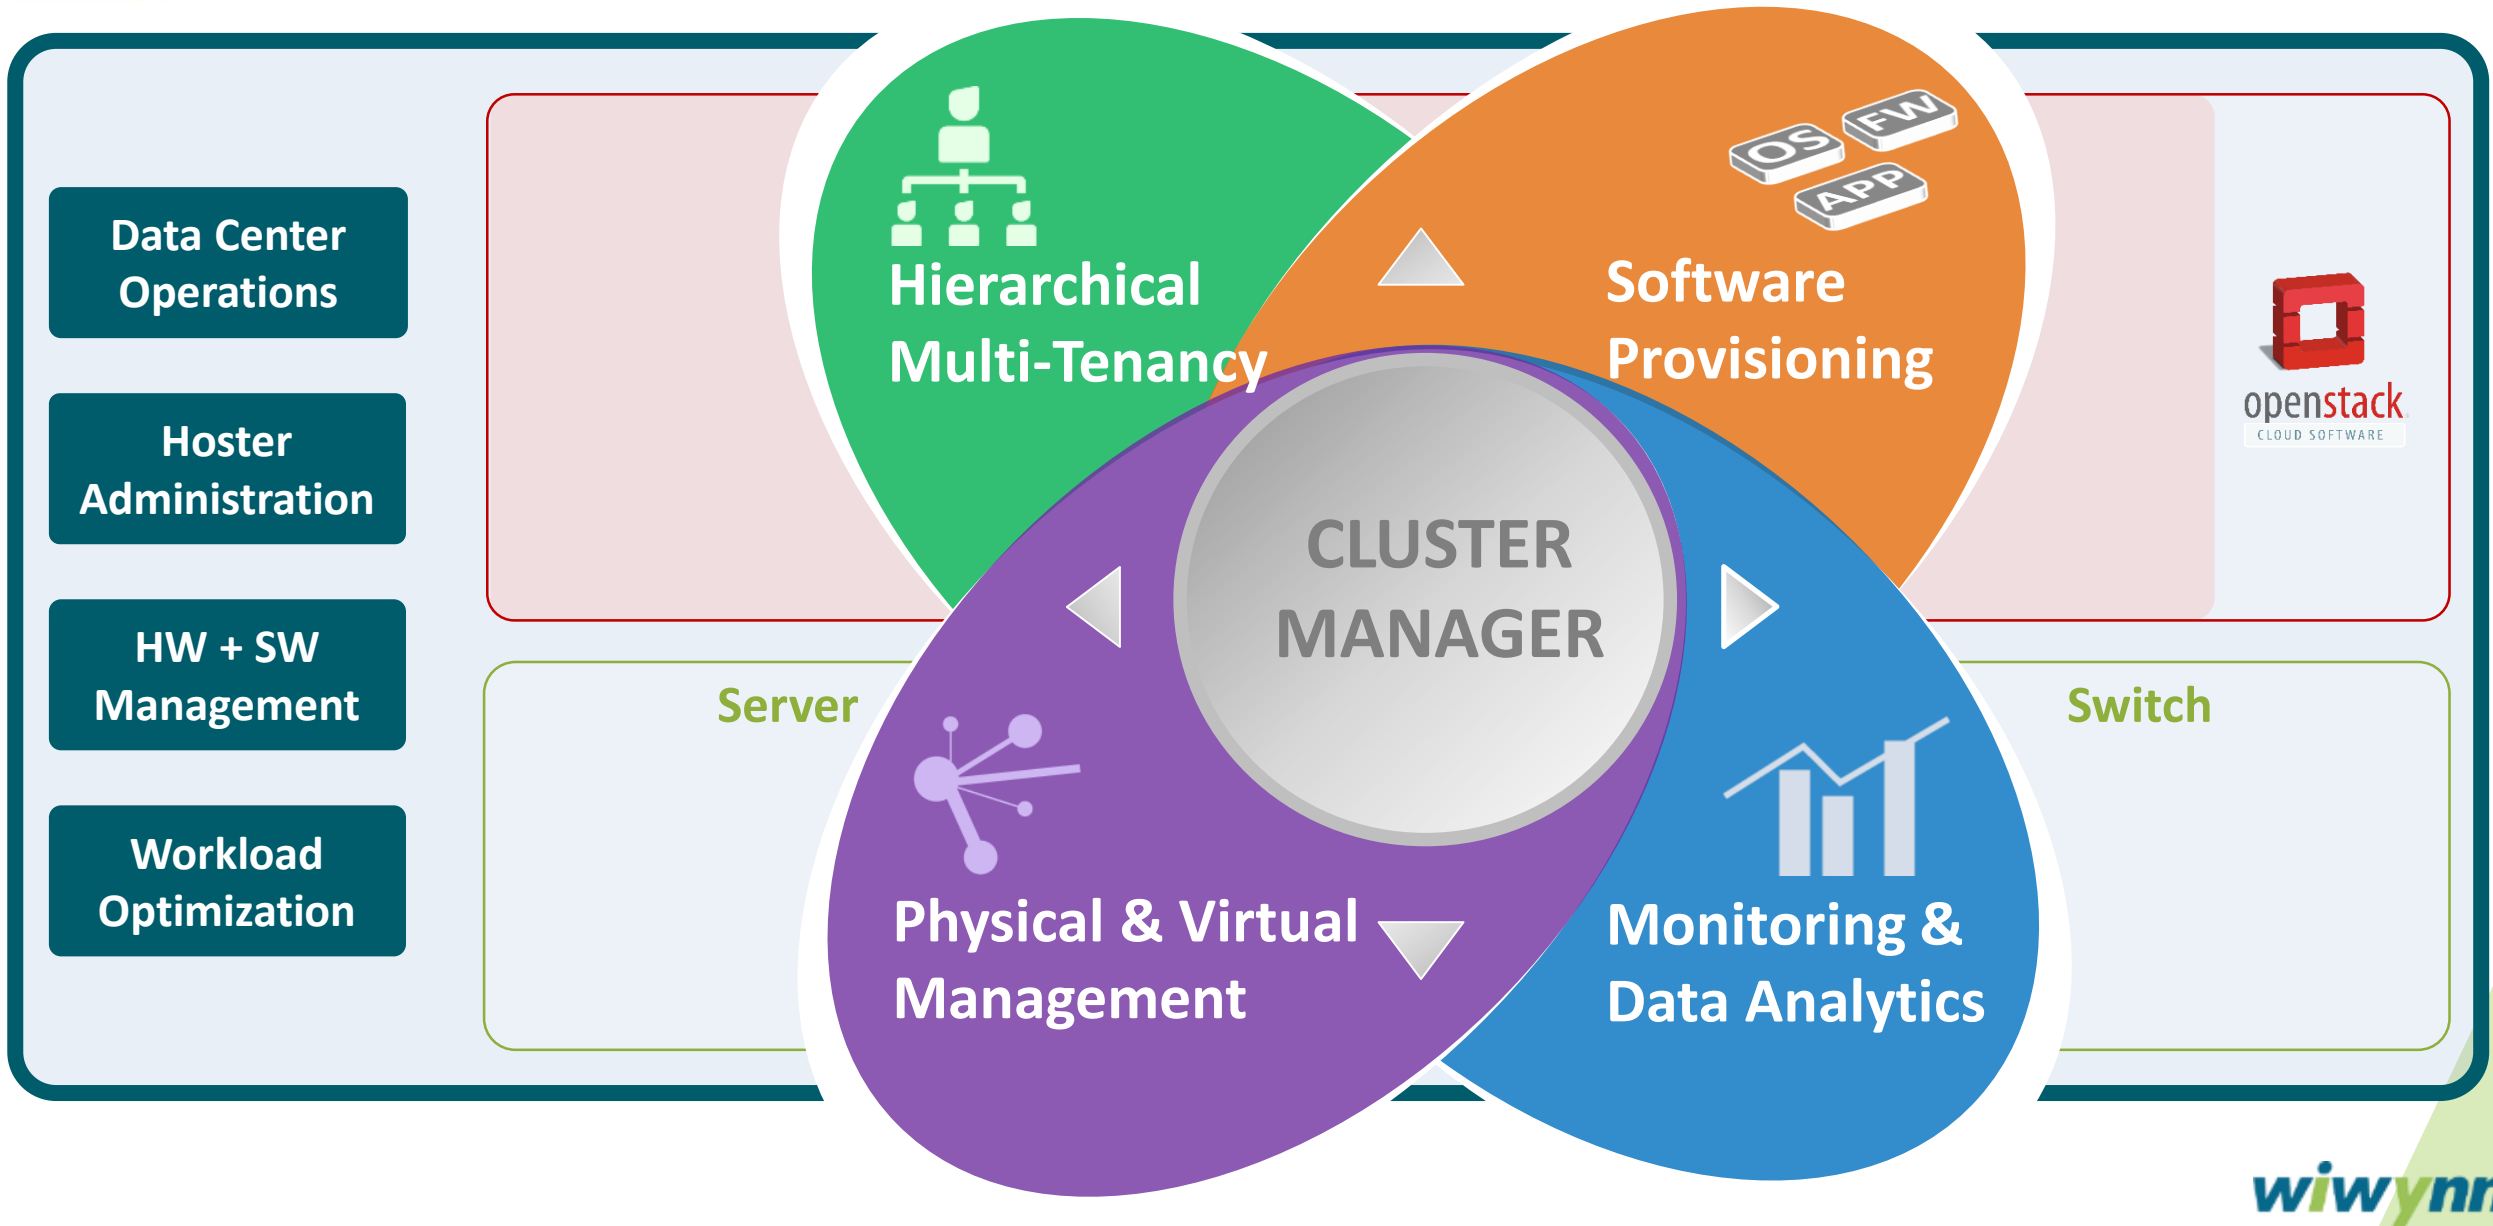 Data Center
Operations
Hoster
Administration
HW + SW
Management
Workload
Optimization
Hierarchical
Multi-Tenancy
OS
FW
APP
Software
Provisioning
openstack
CLOUD SOFTWARE
CLUSTER
MANAGER
Server
Switch
Physical & Virtual
Management
Monitoring &
Data Analytics
wiwynn